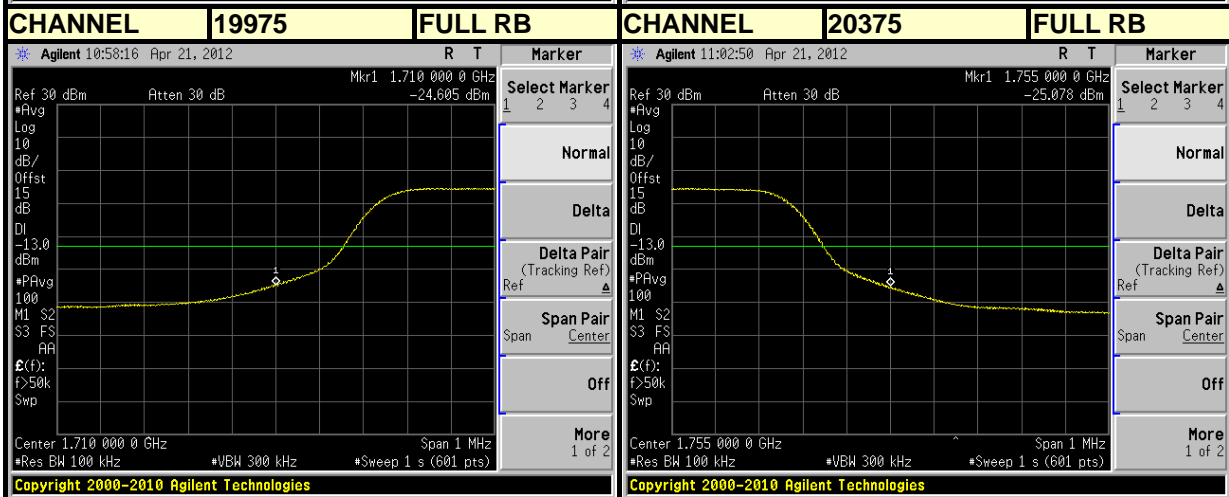 CHANNEL 19975 FULL RB
Agilent 10:58:16 Apr 21, 2012 R T
Mkr1 1.710 000 0 GHz
Ref 30 dBm Atten 30 dB -24.605 dBm
#Avg
Log
10
dB/
Offst
15
dB
DI
-13.0
dBm
#PAvg
100
M1 S2
S3 FS
AA
£(f):
f>50k
Swp
1
Center 1.710 000 0 GHz Span 1 MHz
#Res BW 100 kHz #VBW 300 kHz #Sweep 1 s (601 pts)
Copyright 2000-2010 Agilent Technologies
Marker
Select Marker
1 2 3 4
Normal
Delta
Delta Pair
(Tracking Ref)
Ref Δ
Span Pair
Span Center
Off
More
1 of 2
CHANNEL 20375 FULL RB
Agilent 11:02:50 Apr 21, 2012 R T
Mkr1 1.755 000 0 GHz
Ref 30 dBm Atten 30 dB -25.078 dBm
#Avg
Log
10
dB/
Offst
15
dB
DI
-13.0
dBm
#PAvg
100
M1 S2
S3 FS
AA
£(f):
f>50k
Swp
1
Center 1.755 000 0 GHz Span 1 MHz
#Res BW 100 kHz #VBW 300 kHz #Sweep 1 s (601 pts)
Copyright 2000-2010 Agilent Technologies
Marker
Select Marker
1 2 3 4
Normal
Delta
Delta Pair
(Tracking Ref)
Ref Δ
Span Pair
Span Center
Off
More
1 of 2